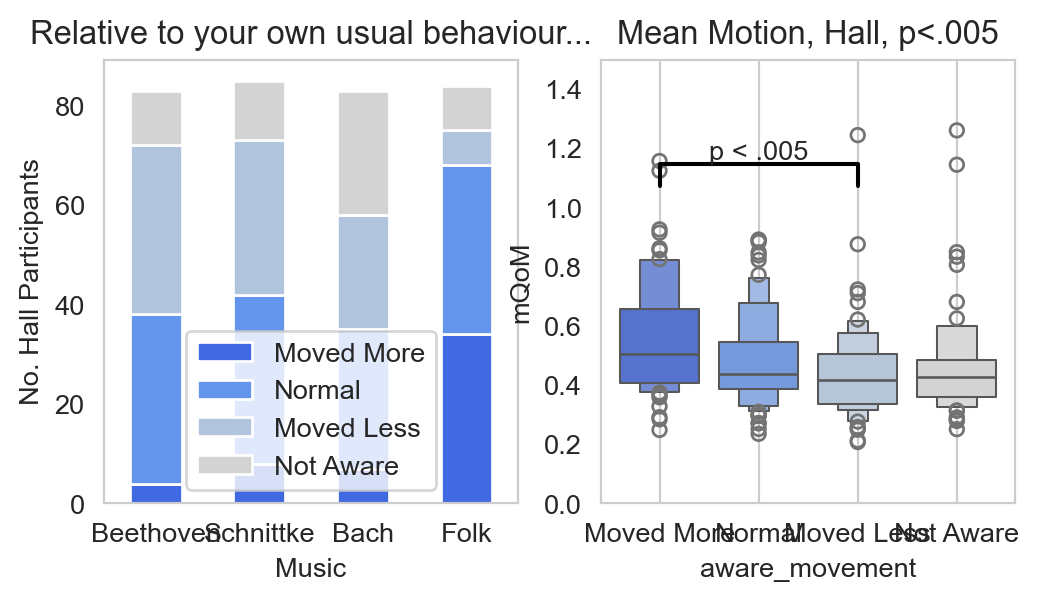 Relative to your own usual behaviour...
No. Hall Participants
80
60
40
20
0
Moved More
Normal
Moved Less
Not Aware
Beethoven
Schnittke
Bach
Folk
Music
Mean Motion, Hall, p<.005
mQoM
1.4
1.2
1.0
0.8
0.6
0.4
0.2
0.0
p < .005
Moved More
Normal
Moved Less
Not Aware
aware_movement